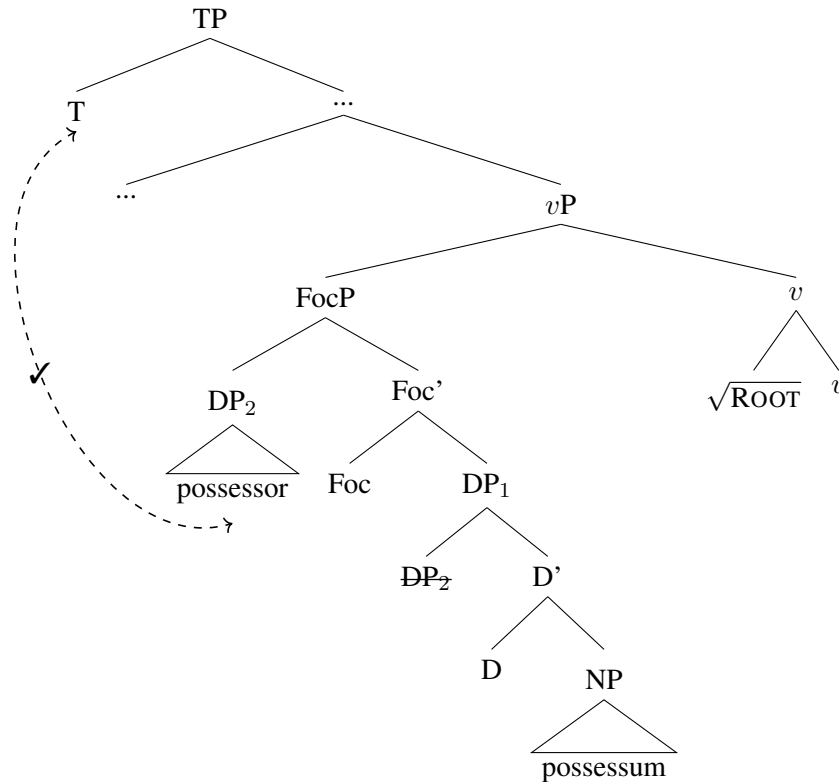 TP
T ...
... vP
FocP v
DP₂ Foc' √ROOT v
possessor Foc DP₁
✓
DP₂ D'
D NP
possessum